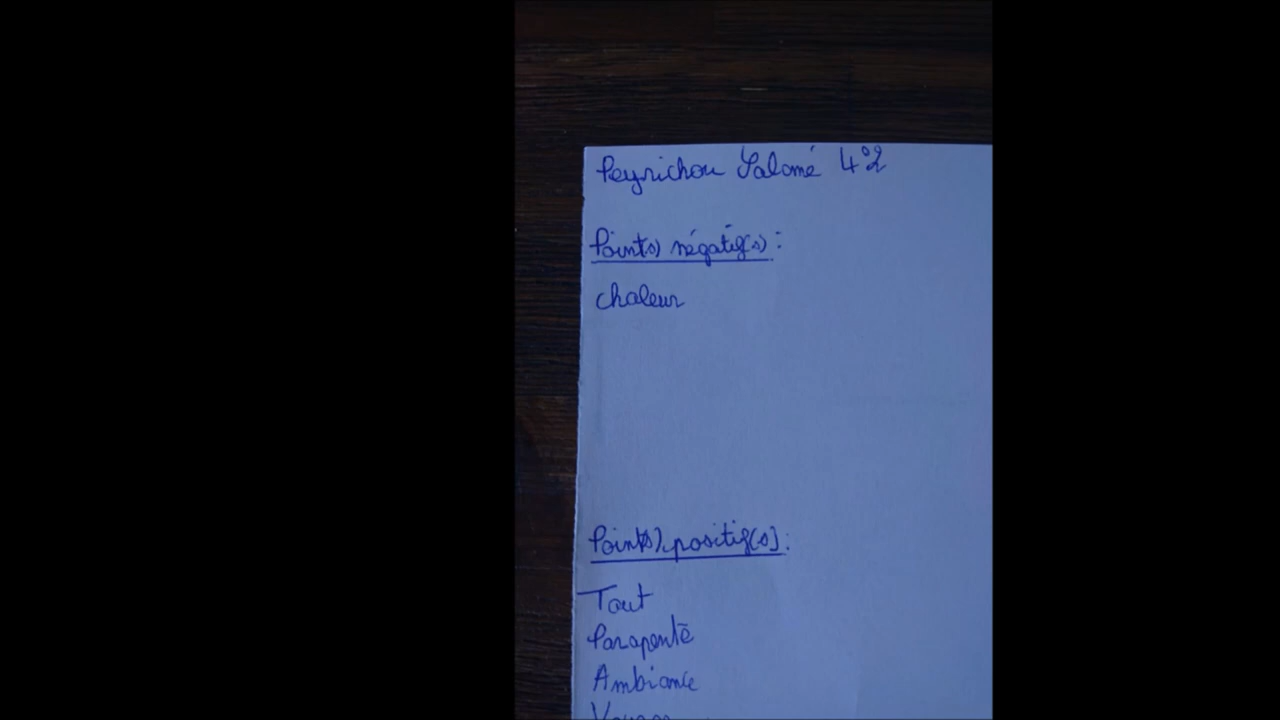 Peyrichou Salomé 4°2
Point(s) négatif(s) :
chaleur
Point(s) positif(s) :
Tout
Parapente
Ambiance